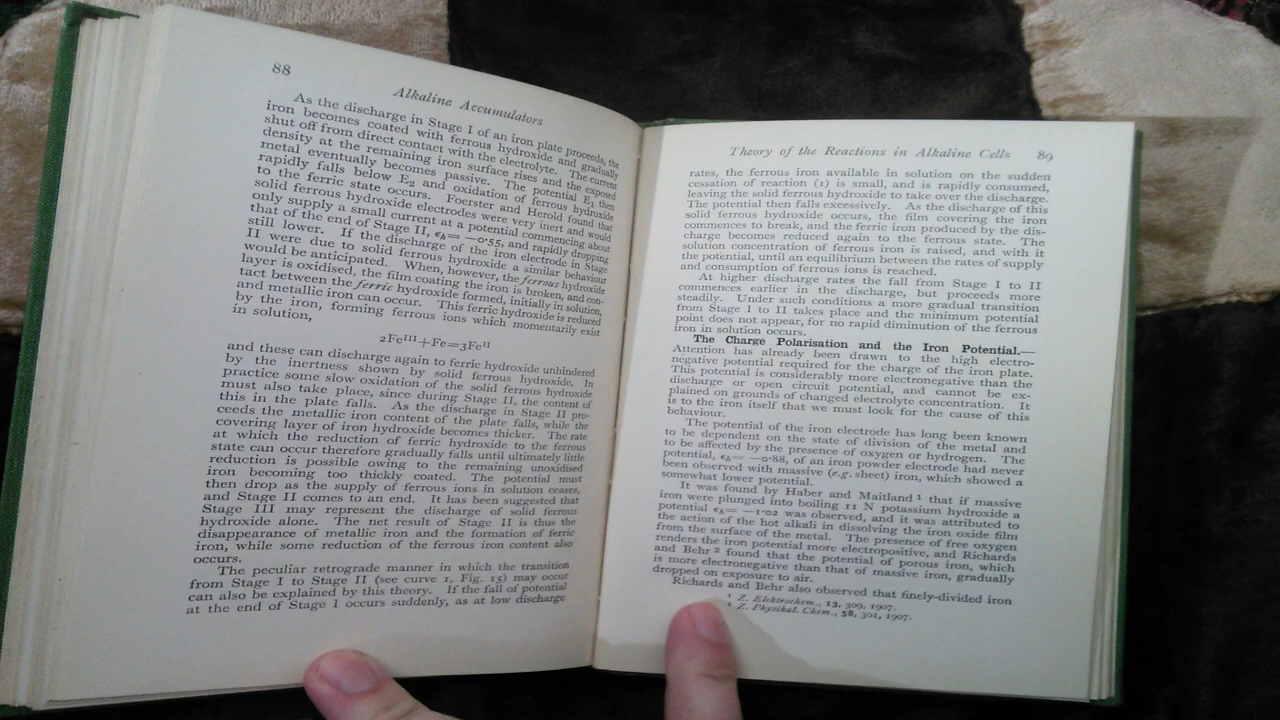 88
Alkaline Accumulators
As the discharge in Stage I of an iron plate proceeds, the
iron becomes coated with ferrous hydroxide and gradually
shut off from direct contact with the electrolyte. The current
density at the remaining iron surface rises and the exposed
metal eventually becomes passive. The potential E₁ then
rapidly falls below E₂ and oxidation of ferrous hydroxide
to the ferric state occurs. Foerster and Herold found that
solid ferrous hydroxide electrodes were very inert and would
only supply a small current at a potential commencing about
that of the end of Stage II, ϵₕ= —0·55, and rapidly dropping
still lower. If the discharge of the iron electrode in Stage
II were due to solid ferrous hydroxide a similar behaviour
would be anticipated. When, however, the ferrous hydroxide
layer is oxidised, the film coating the iron is broken, and con-
tact between the ferric hydroxide formed, initially in solution,
and metallic iron can occur. This ferric hydroxide is reduced
by the iron, forming ferrous ions which momentarily exist
in solution,
2Feᴵᴵᴵ+Fe=3Feᴵᴵ
and these can discharge again to ferric hydroxide unhindered
by the inertness shown by solid ferrous hydroxide. In
practice some slow oxidation of the solid ferrous hydroxide
must also take place, since during Stage II, the content of
this in the plate falls. As the discharge in Stage II pro-
ceeds the metallic iron content of the plate falls, while the
covering layer of iron hydroxide becomes thicker. The rate
at which the reduction of ferric hydroxide to the ferrous
state can occur therefore gradually falls until ultimately little
reduction is possible owing to the remaining unoxidised
iron becoming too thickly coated. The potential must
then drop as the supply of ferrous ions in solution ceases,
and Stage II comes to an end. It has been suggested that
Stage III may represent the discharge of solid ferrous
hydroxide alone. The net result of Stage II is thus the
disappearance of metallic iron and the formation of ferric
iron, while some reduction of the ferrous iron content also
occurs.
The peculiar retrograde manner in which the transition
from Stage I to Stage II (see curve 1, Fig. 15) may occur
can also be explained by this theory. If the fall of potential
at the end of Stage I occurs suddenly, as at low discharge
Theory of the Reactions in Alkaline Cells 89
rates, the ferrous iron available in solution on the sudden
cessation of reaction (1) is small, and is rapidly consumed,
leaving the solid ferrous hydroxide to take over the discharge.
The potential then falls excessively. As the discharge of this
solid ferrous hydroxide occurs, the film covering the iron
commences to break, and the ferric iron produced by the dis-
charge becomes reduced again to the ferrous state. The
solution concentration of ferrous iron is raised, and with it
the potential, until an equilibrium between the rates of supply
and consumption of ferrous ions is reached.
At higher discharge rates the fall from Stage I to II
commences earlier in the discharge, but proceeds more
steadily. Under such conditions a more gradual transition
from Stage I to II takes place and the minimum potential
point does not appear, for no rapid diminution of the ferrous
iron in solution occurs.
The Charge Polarisation and the Iron Potential.—
Attention has already been drawn to the high electro-
negative potential required for the charge of the iron plate.
This potential is considerably more electronegative than the
discharge or open circuit potential, and cannot be ex-
plained on grounds of changed electrolyte concentration. It
is to the iron itself that we must look for the cause of this
behaviour.
The potential of the iron electrode has long been known
to be dependent on the state of division of the metal and
to be affected by the presence of oxygen or hydrogen. The
potential, ϵₕ= —0·88, of an iron powder electrode had never
been observed with massive (e.g. sheet) iron, which showed a
somewhat lower potential.
It was found by Haber and Maitland ¹ that if massive
iron were plunged into boiling 11 N potassium hydroxide a
potential ϵₕ= —1·02 was observed, and it was attributed to
the action of the hot alkali in dissolving the iron oxide film
from the surface of the metal. The presence of free oxygen
renders the iron potential more electropositive, and Richards
and Behr ² found that the potential of porous iron, which
is more electronegative than that of massive iron, gradually
dropped on exposure to air.
Richards and Behr also observed that finely-divided iron
¹ Z. Elektrochem., 13, 309, 1907.
² Z. Physikal. Chem., 58, 301, 1907.